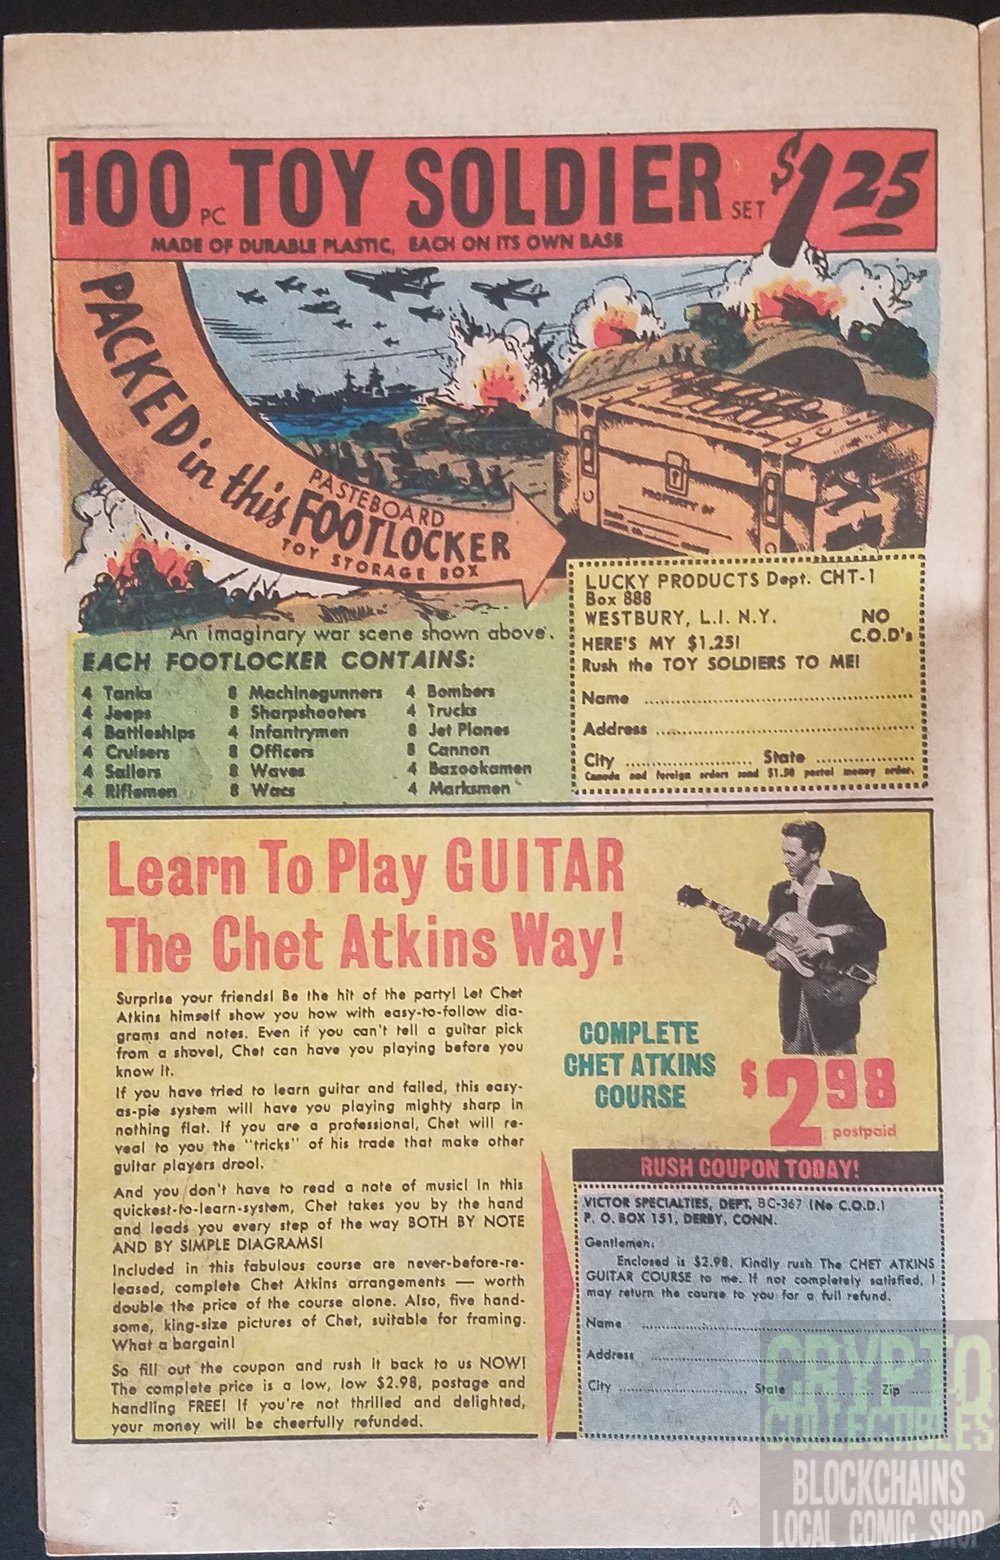 100 PC TOY SOLDIER SET $1.25
MADE OF DURABLE PLASTIC, EACH ON ITS OWN BASE
PACKED in this
PASTEBOARD
FOOTLOCKER
TOY STORAGE BOX
PROPERTY OF
An imaginary war scene shown above.
EACH FOOTLOCKER CONTAINS:
4 Tanks
4 Jeeps
4 Battleships
4 Cruisers
4 Sailors
4 Riflemen
8 Machinegunners
8 Sharpshooters
4 Infantrymen
8 Officers
8 Waves
8 Wacs
4 Bombers
4 Trucks
8 Jet Planes
8 Cannon
4 Bazookamen
4 Marksmen
LUCKY PRODUCTS Dept. CHT-1
Box 888
WESTBURY, L.I. N.Y.
NO
C.O.D's
HERE'S MY $1.25!
Rush the TOY SOLDIERS TO ME!
Name
Address
City State
Canada and foreign orders send $1.50 postal money order.
Learn To Play GUITAR
The Chet Atkins Way!
Surprise your friends! Be the hit of the party! Let Chet
Atkins himself show you how with easy-to-follow dia-
grams and notes. Even if you can't tell a guitar pick
from a shovel, Chet can have you playing before you
know it.
If you have tried to learn guitar and failed, this easy-
as-pie system will have you playing mighty sharp in
nothing flat. If you are a professional, Chet will re-
veal to you the "tricks" of his trade that make other
guitar players drool.
And you don't have to read a note of music! In this
quickest-to-learn-system, Chet takes you by the hand
and leads you every step of the way BOTH BY NOTE
AND BY SIMPLE DIAGRAMS!
Included in this fabulous course are never-before-re-
leased, complete Chet Atkins arrangements — worth
double the price of the course alone. Also, five hand-
some, king-size pictures of Chet, suitable for framing.
What a bargain!
So fill out the coupon and rush it back to us NOW!
The complete price is a low, low $2.98, postage and
handling FREE! If you're not thrilled and delighted,
your money will be cheerfully refunded.
COMPLETE
CHET ATKINS
COURSE
$2.98
postpaid
RUSH COUPON TODAY!
VICTOR SPECIALTIES, DEPT. BC-367 (No C.O.D.)
P. O. BOX 151, DERBY, CONN.
Gentlemen:
Enclosed is $2.98. Kindly rush The CHET ATKINS
GUITAR COURSE to me. If not completely satisfied, I
may return the course to you for a full refund.
Name
Address
City State Zip
CRYPTO
COLLECTIBLES
BLOCKCHAINS
LOCAL COMIC SHOP